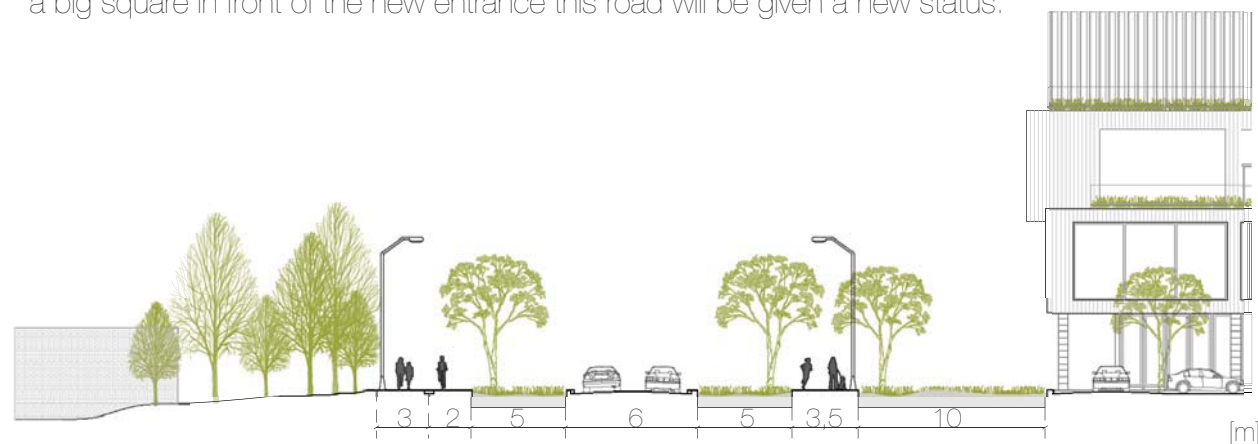 a big square in front of the new entrance this road will be given a new status.
3 2 5 6 5 3,5 10
[m